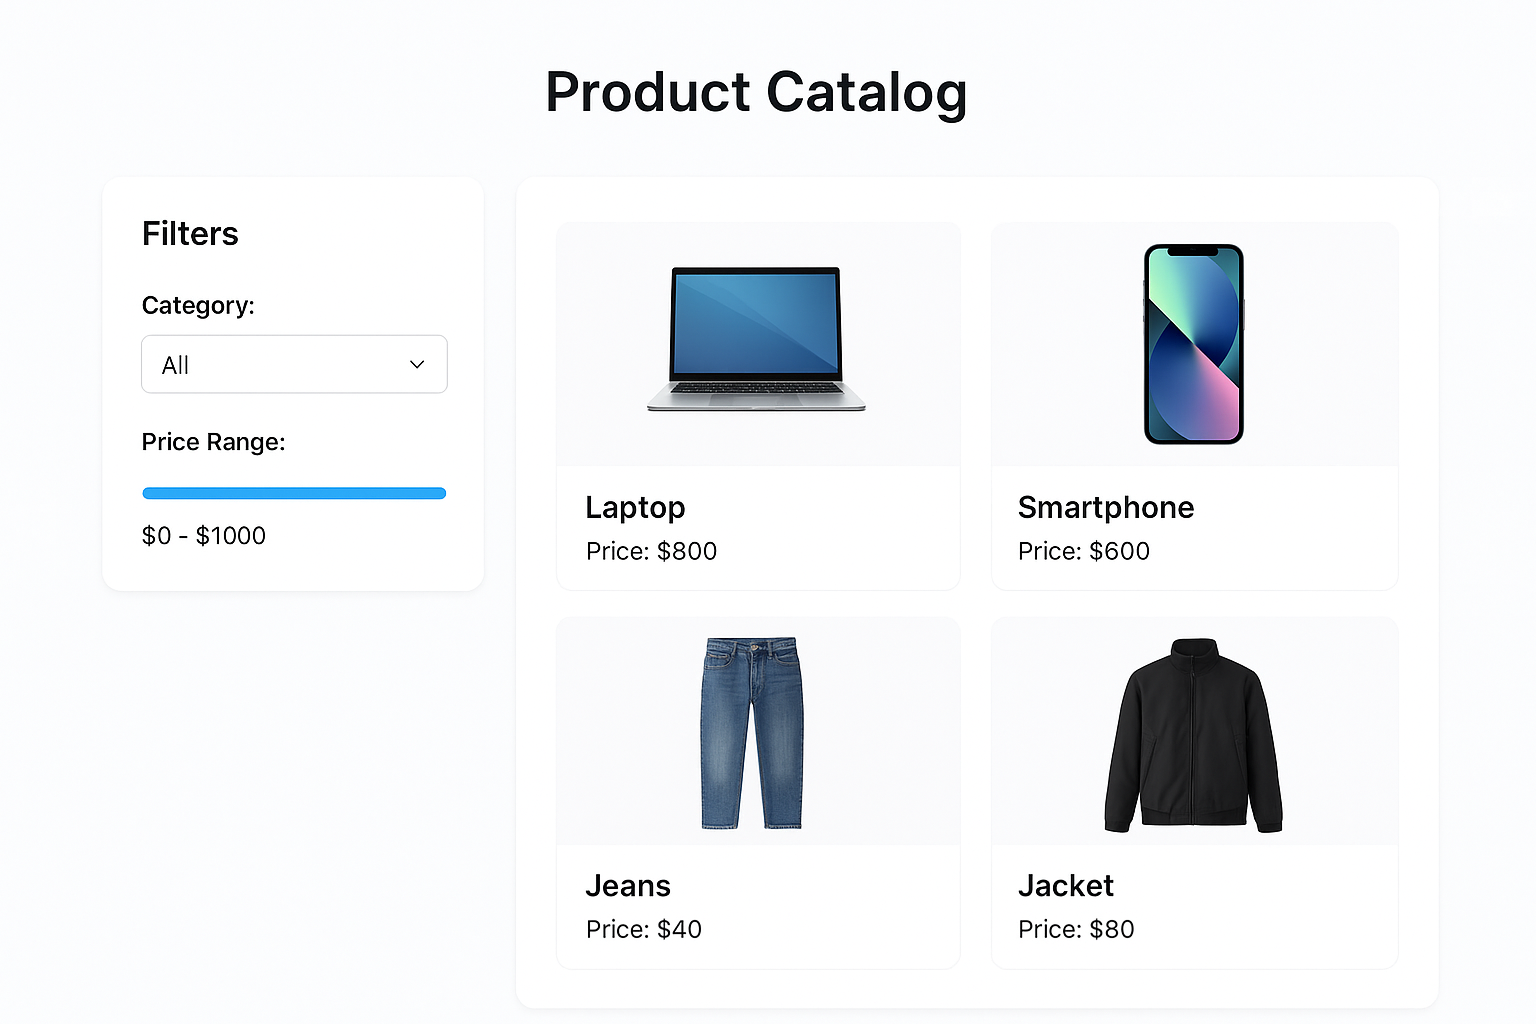 Product Catalog
Filters
Category:
All
Price Range:
$0 - $1000
Laptop
Price: $800
Smartphone
Price: $600
Jeans
Price: $40
Jacket
Price: $80